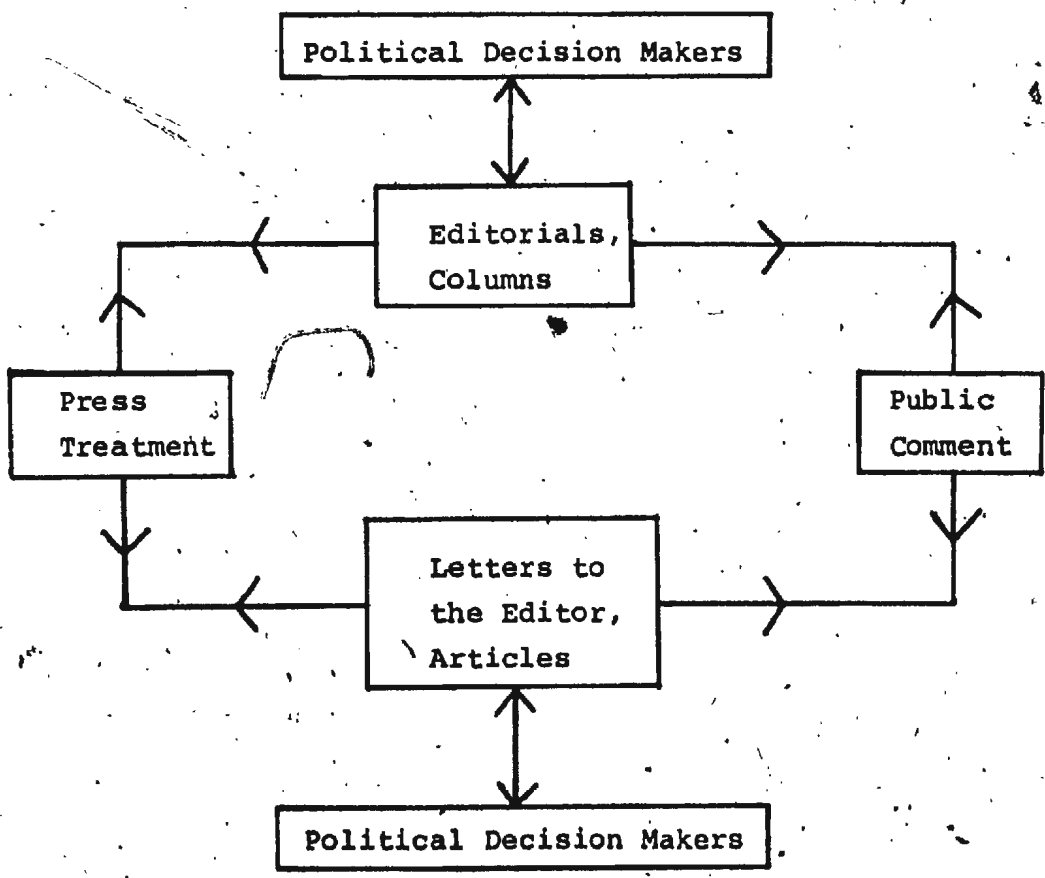 Political Decision Makers
Editorials,
Columns
Press
Treatment
Public
Comment
Letters to
the Editor,
Articles
Political Decision Makers